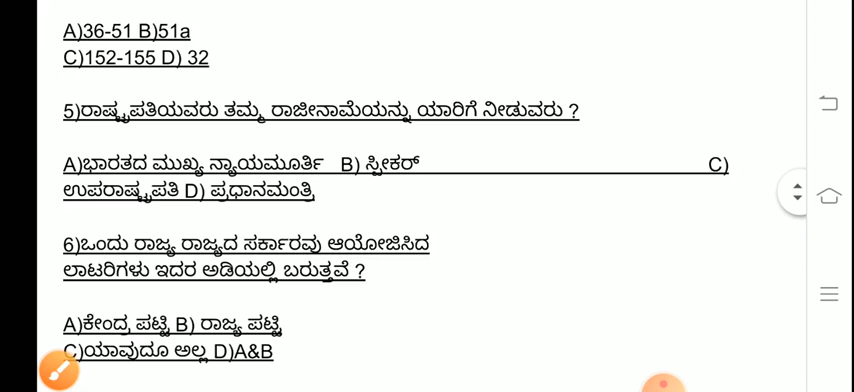 A)36-51 B)51a
C)152-155 D) 32
5)ರಾಷ್ಟ್ರಪತಿಯವರು ತಮ್ಮ ರಾಜೀನಾಮೆಯನ್ನು ಯಾರಿಗೆ ನೀಡುವರು ?
A)ಭಾರತದ ಮುಖ್ಯ ನ್ಯಾಯಮೂರ್ತಿ B) ಸ್ಪೀಕರ್ C)
ಉಪರಾಷ್ಟ್ರಪತಿ D) ಪ್ರಧಾನಮಂತ್ರಿ
6)ಒಂದು ರಾಜ್ಯ ರಾಜ್ಯದ ಸರ್ಕಾರವು ಆಯೋಜಿಸಿದ
ಲಾಟರಿಗಳು ಇದರ ಅಡಿಯಲ್ಲಿ ಬರುತ್ತವೆ ?
A)ಕೇಂದ್ರ ಪಟ್ಟಿ B) ರಾಜ್ಯ ಪಟ್ಟಿ
C)ಯಾವುದೂ ಅಲ್ಲ D)A&B